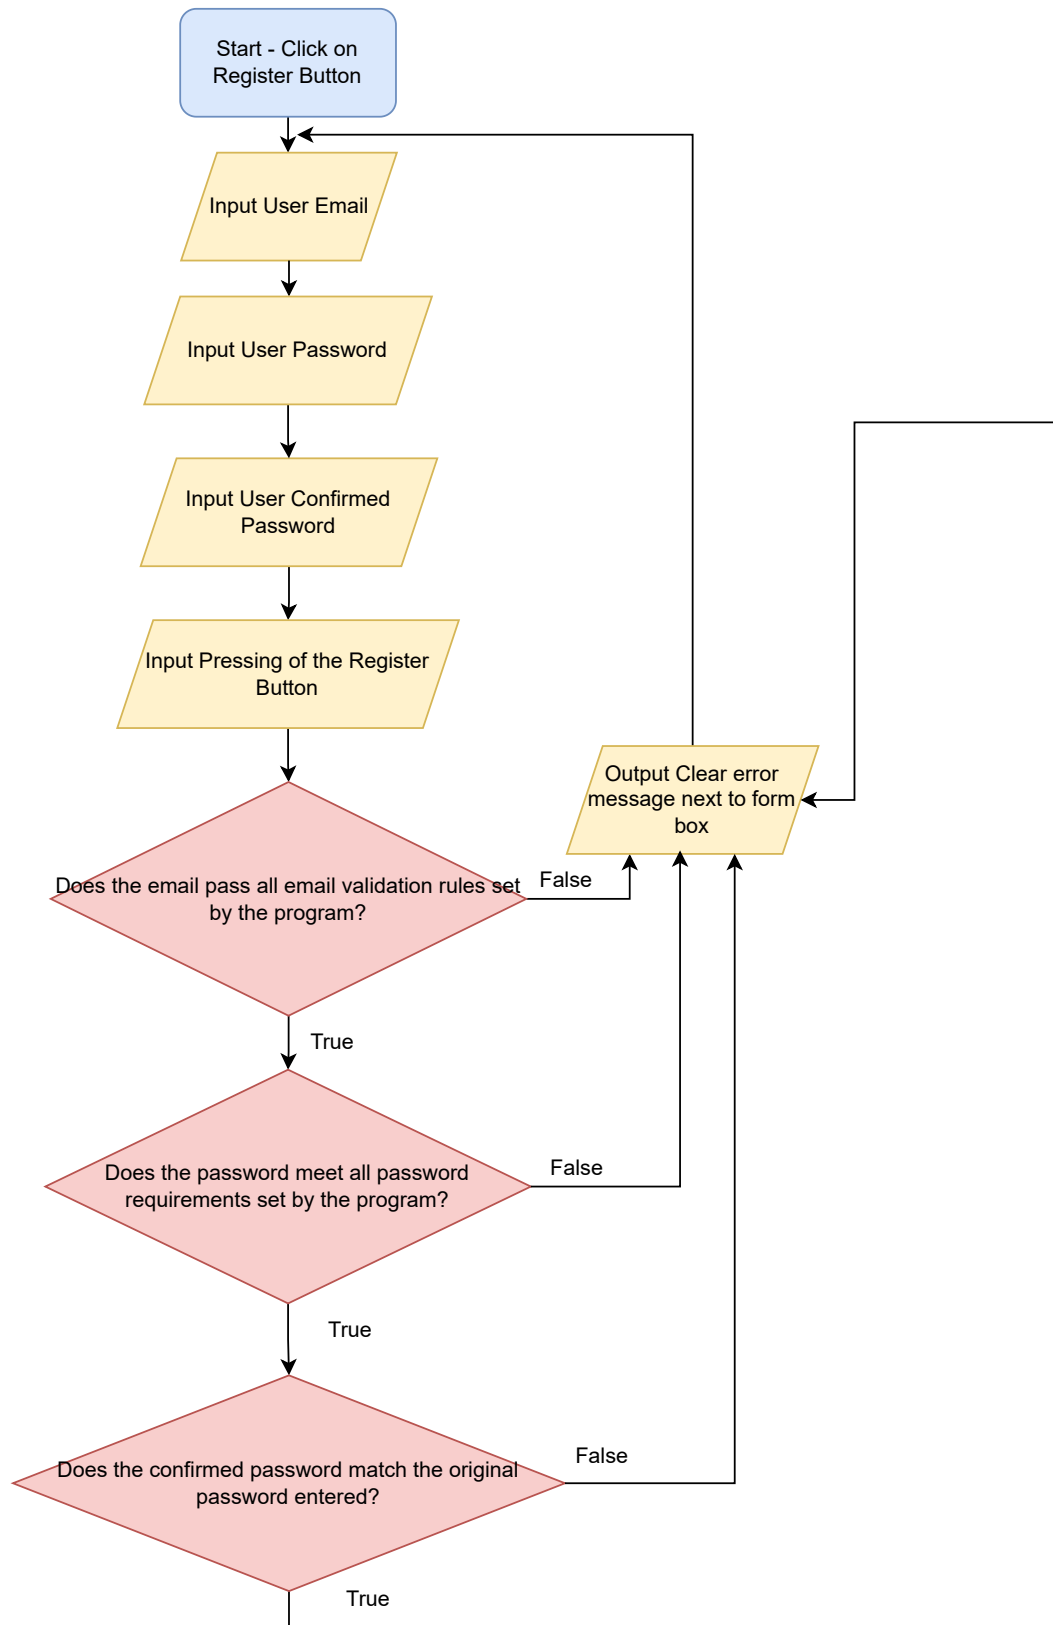 Start - Click on
Register Button
Input User Email
Input User Password
Input User Confirmed
Password
Input Pressing of the Register
Button
Output Clear error
message next to form
box
Does the email pass all email validation rules set
by the program?
False
True
Does the password meet all password
requirements set by the program?
False
True
Does the confirmed password match the original
password entered?
False
True